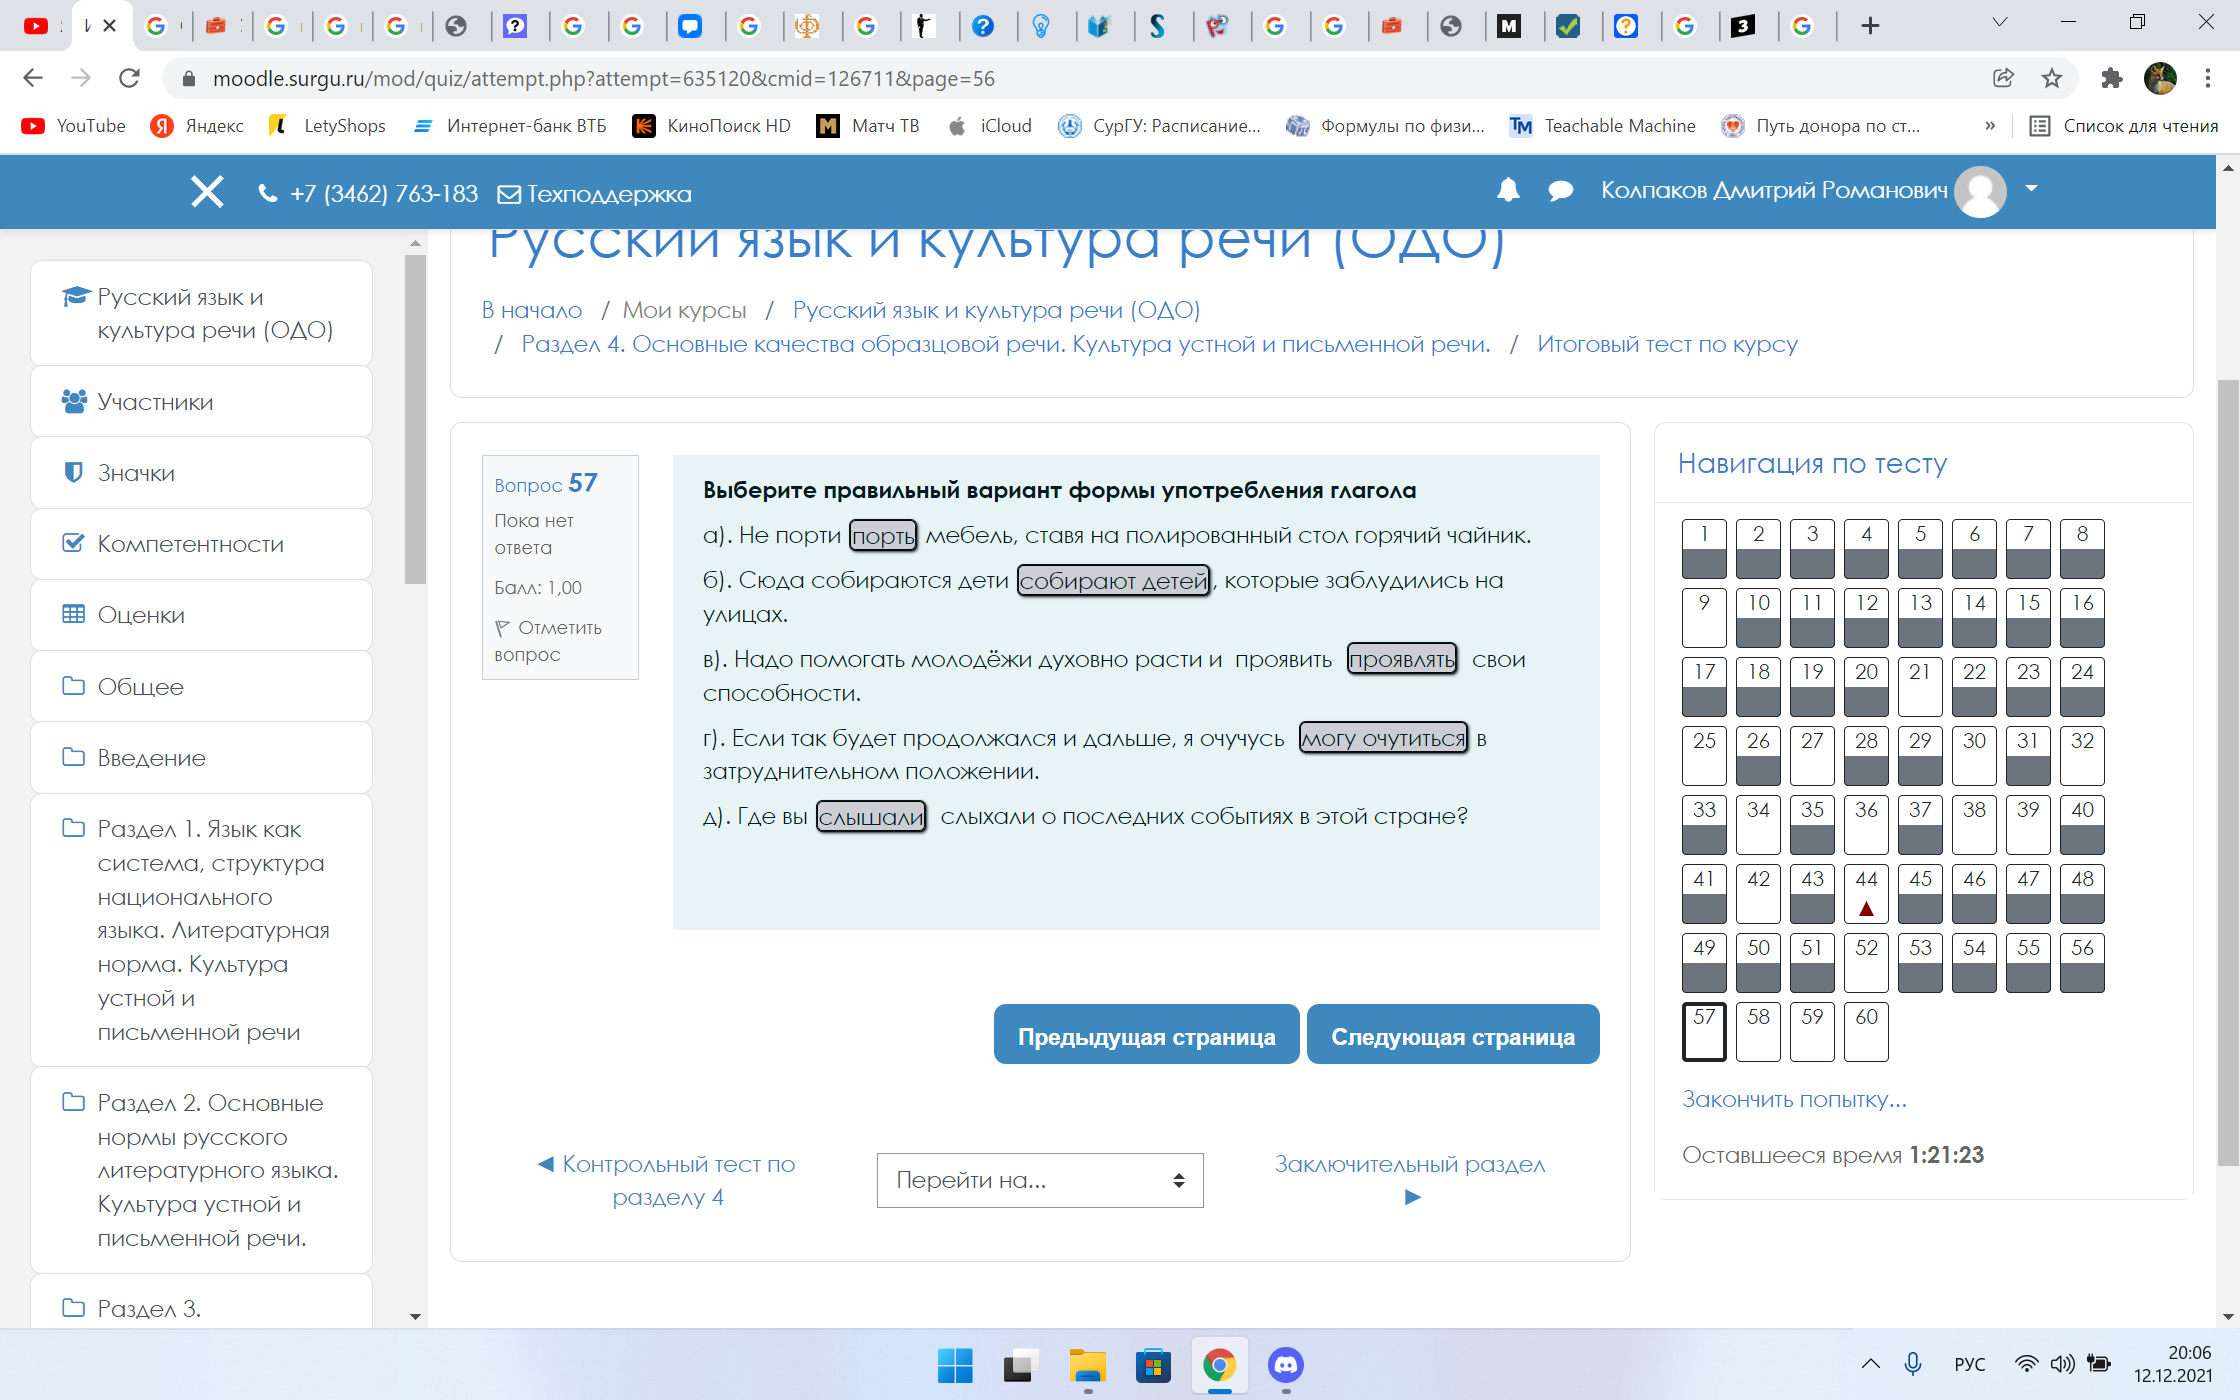 moodle.surgu.ru/mod/quiz/attempt.php?attempt=635120&cmid=126711&page=56
YouTube Яндекс LetyShops Интернет-банк ВТБ КиноПоиск HD Матч ТВ iCloud СурГУ: Расписание... Формулы по физи... Teachable Machine Путь донора по ст... » Список для чтения
+7 (3462) 763-183 Техподдержка Колпаков Дмитрий Романович
Русский язык и культура речи (ОДО)
В начало / Мои курсы / Русский язык и культура речи (ОДО)
/ Раздел 4. Основные качества образцовой речи. Культура устной и письменной речи. / Итоговый тест по курсу
Русский язык и
культура речи (ОДО)
Участники
Значки
Компетентности
Оценки
Общее
Введение
Раздел 1. Язык как
система, структура
национального
языка. Литературная
норма. Культура
устной и
письменной речи
Раздел 2. Основные
нормы русского
литературного языка.
Культура устной и
письменной речи.
Раздел 3.
Вопрос 57
Пока нет
ответа
Балл: 1,00
Отметить
вопрос
Выберите правильный вариант формы употребления глагола
а). Не порти порть мебель, ставя на полированный стол горячий чайник.
б). Сюда собираются дети собирают детей, которые заблудились на
улицах.
в). Надо помогать молодёжи духовно расти и проявить проявлять свои
способности.
г). Если так будет продолжался и дальше, я очучусь могу очутиться в
затруднительном положении.
д). Где вы слышали слыхали о последних событиях в этой стране?
Предыдущая страница Следующая страница
◄ Контрольный тест по
разделу 4
Перейти на...
Заключительный раздел
►
Навигация по тесту
1 2 3 4 5 6 7 8
9 10 11 12 13 14 15 16
17 18 19 20 21 22 23 24
25 26 27 28 29 30 31 32
33 34 35 36 37 38 39 40
41 42 43 44 45 46 47 48
49 50 51 52 53 54 55 56
57 58 59 60
Закончить попытку...
Оставшееся время 1:21:23
РУС
20:06
12.12.2021